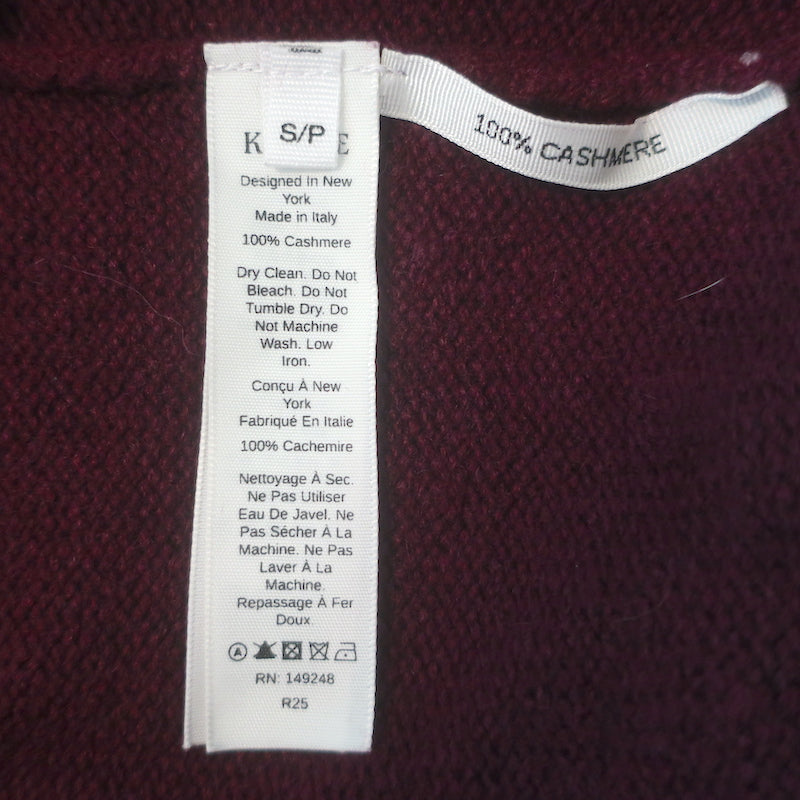 S/P
100% CASHMERE
Designed In New
York
Made in Italy
100% Cashmere
Dry Clean. Do Not
Bleach. Do Not
Tumble Dry. Do
Not Machine
Wash. Low
Iron.
Conçu À New
York
Fabriqué En Italie
100% Cachemire
Nettoyage À Sec.
Ne Pas Utiliser
Eau De Javel. Ne
Pas Sécher À La
Machine. Ne Pas
Laver À La
Machine.
Repassage À Fer
Doux.
A
RN: 149248
R25